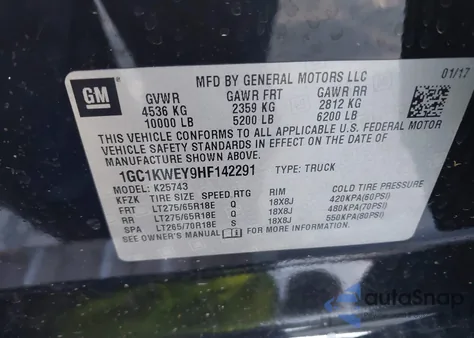 GM
MFD BY GENERAL MOTORS LLC
01/17
GVWR GAWR FRT GAWR RR
4536 KG 2359 KG 2812 KG
10000 LB 5200 LB 6200 LB
THIS VEHICLE CONFORMS TO ALL APPLICABLE U.S. FEDERAL MOTOR
VEHICLE SAFETY STANDARDS IN EFFECT ON THE DATE OF
MANUFACTURE SHOWN ABOVE.
1GC1KWEY9HF142291 TYPE: TRUCK
MODEL: K25743
KFZK TIRE SIZE SPEED RTG RIM COLD TIRE PRESSURE
FRT LT275/65R18E Q 18X8J 420KPA(60PSI)
RR LT275/65R18E Q 18X8J 480KPA(70PSI)
SPA LT265/70R18E S 18X8J 550KPA(80PSI)
SEE OWNER'S MANUAL FOR MORE INFORMATION.
autaSnap